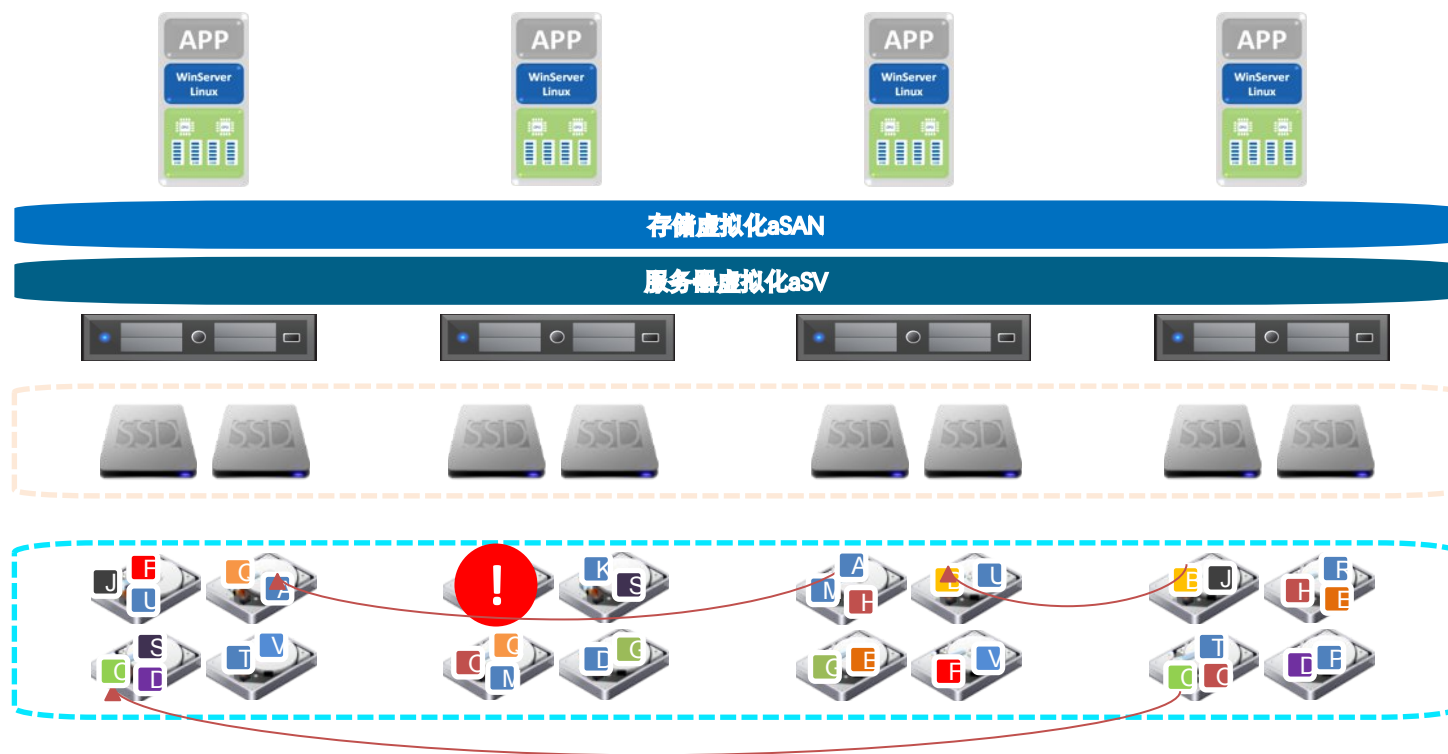 APP
WinServer
Linux
APP
WinServer
Linux
APP
WinServer
Linux
APP
WinServer
Linux
存储虚拟化aSAN
服务器虚拟化aSV
SSD SSD SSD SSD SSD SSD SSD SSD
J U A ! K S A M U J
S T V M D E V T